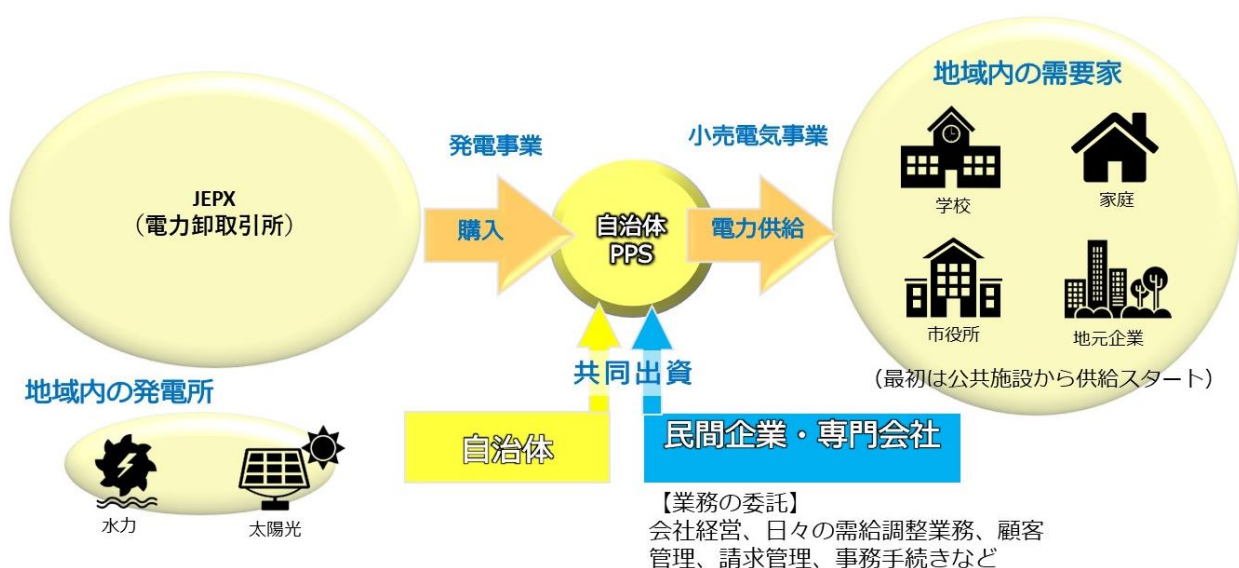 JEPX
（電力卸取引所）
地域内の発電所
水力
太陽光
発電事業
購入
自治体
PPS
小売電気事業
電力供給
共同出資
自治体
民間企業・専門会社
【業務の委託】
会社経営、日々の需給調整業務、顧客
管理、請求管理、事務手続きなど
地域内の需要家
学校
家庭
市役所
地元企業
（最初は公共施設から供給スタート）